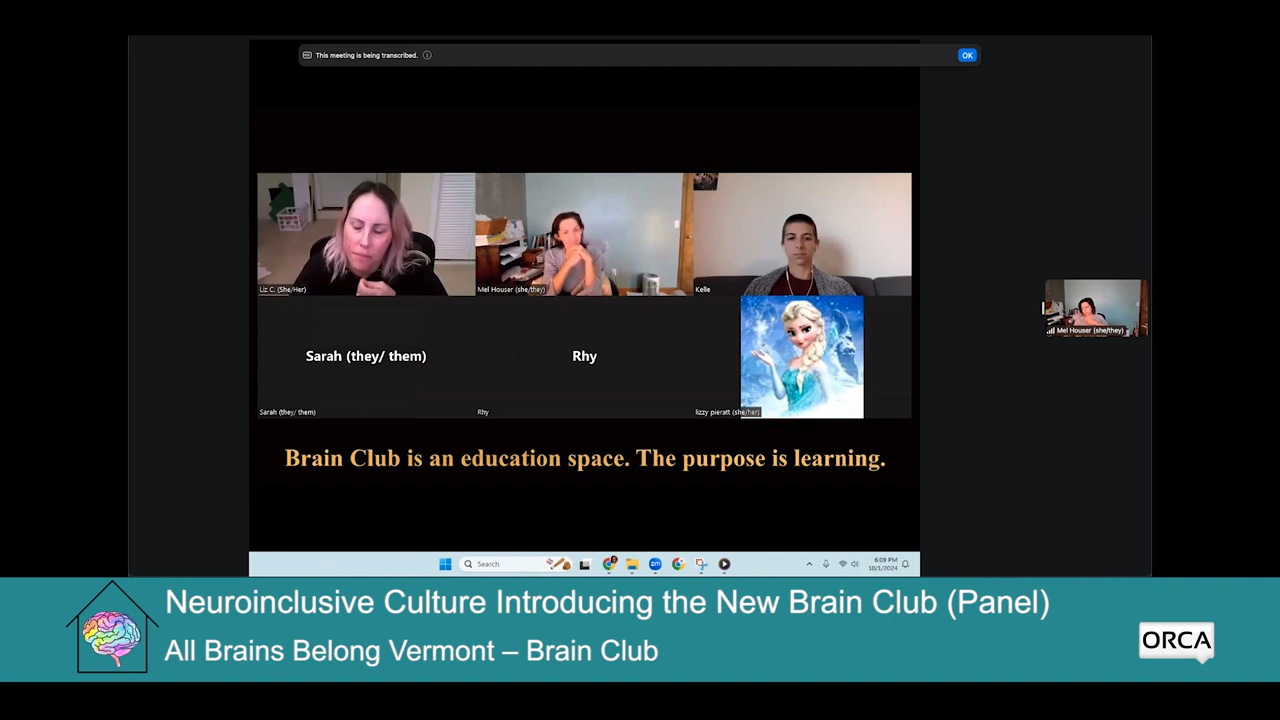 This meeting is being transcribed.
OK
Liz C. (She/Her)
Mel Houser (she/they)
Kelle
Sarah (they/ them)
Rhy
Sarah (they/ them)
Rhy
lizzy pieratt (she/her)
Mel Houser (she/they)
Brain Club is an education space. The purpose is learning.
Search
zm
6:09 PM
10/1/2024
Neuroinclusive Culture Introducing the New Brain Club (Panel)
All Brains Belong Vermont – Brain Club
ORCA